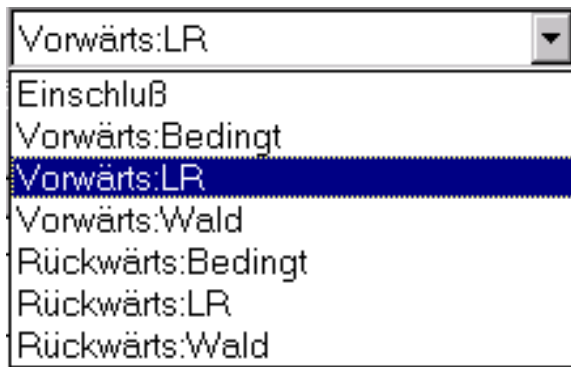 Vorwärts:LR
Einschluß
Vorwärts:Bedingt
Vorwärts:LR
Vorwärts:Wald
Rückwärts:Bedingt
Rückwärts:LR
Rückwärts:Wald